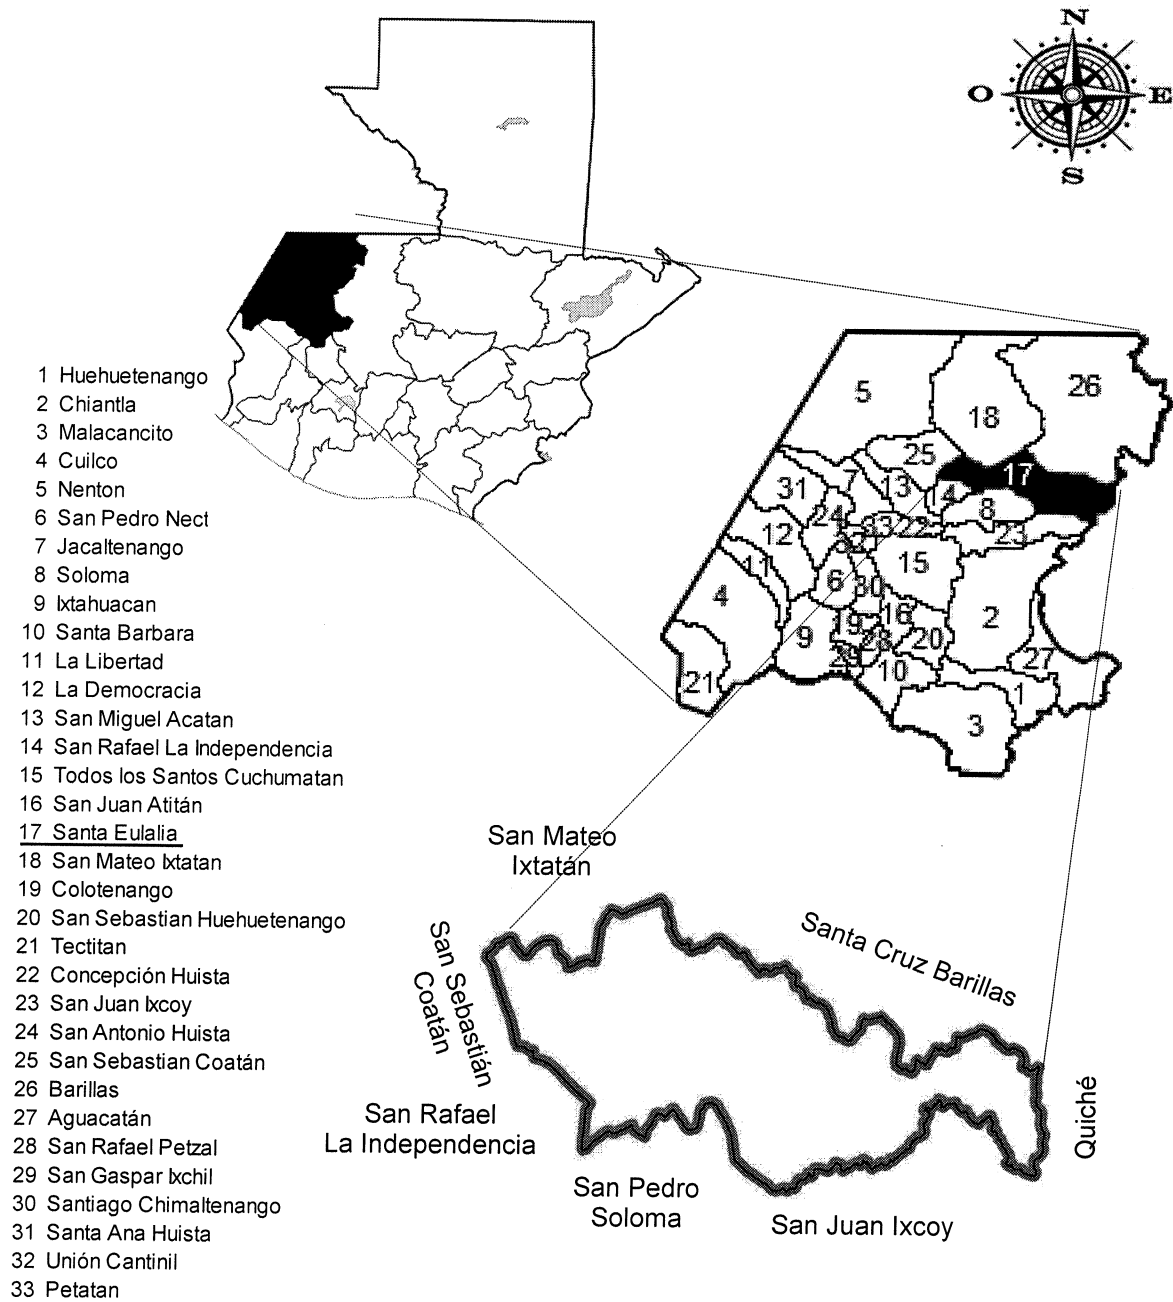 N
O
E
S
1 Huehuetenango
2 Chiantla
3 Malacancito
4 Cuilco
5 Nenton
6 San Pedro Nect
7 Jacaltenango
8 Soloma
9 Ixtahuacan
10 Santa Barbara
11 La Libertad
12 La Democracia
13 San Miguel Acatan
14 San Rafael La Independencia
15 Todos los Santos Cuchumatan
16 San Juan Atitán
17 Santa Eulalia
18 San Mateo Ixtatan
19 Colotenango
20 San Sebastian Huehuetenango
21 Tectitan
22 Concepción Huista
23 San Juan Ixcoy
24 San Antonio Huista
25 San Sebastian Coatán
26 Barillas
27 Aguacatán
28 San Rafael Petzal
29 San Gaspar Ixchil
30 Santiago Chimaltenango
31 Santa Ana Huista
32 Unión Cantinil
33 Petatan
5
18
26
25
17
7
13
31
14
8
24
33
22
23
12
32
15
11
6
30
4
2
16
9
19
20
28
27
29
10
21
1
3
San Mateo
Ixtatán
San Sebastián
Coatán
Santa Cruz Barillas
San Rafael
La Independencia
Quiché
San Pedro
Soloma
San Juan Ixcoy